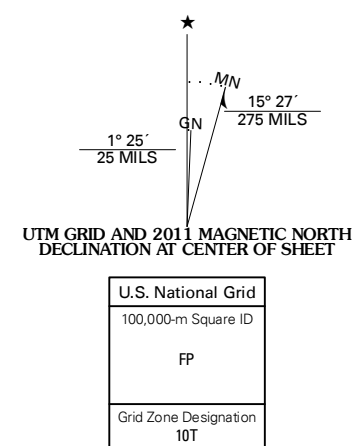 ★
MN
15° 27´
275 MILS
GN
1° 25´
25 MILS
UTM GRID AND 2011 MAGNETIC NORTH
DECLINATION AT CENTER OF SHEET
U.S. National Grid
100,000-m Square ID
FP
Grid Zone Designation
10T